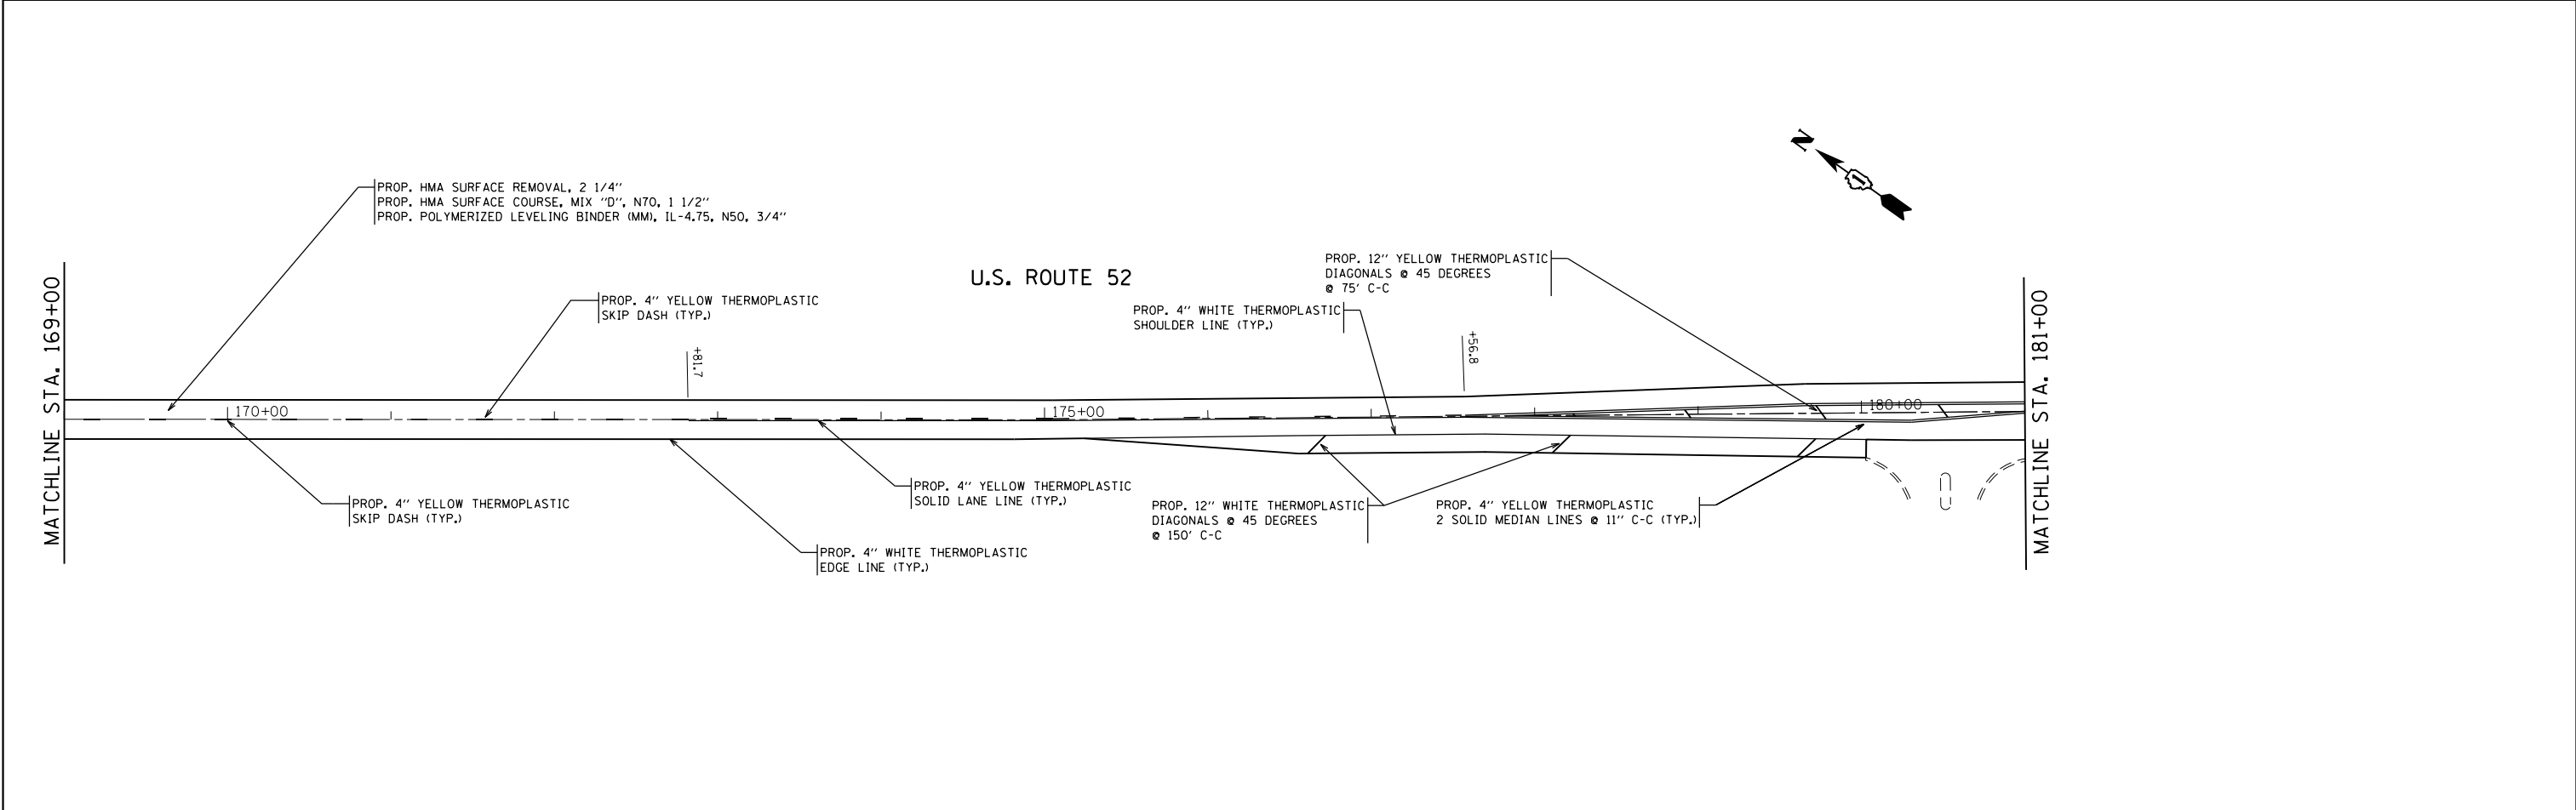 N
PROP. HMA SURFACE REMOVAL, 2 1/4"
PROP. HMA SURFACE COURSE, MIX "D", N70, 1 1/2"
PROP. POLYMERIZED LEVELING BINDER (MM), IL-4.75, N50, 3/4"
U.S. ROUTE 52
PROP. 12" YELLOW THERMOPLASTIC
DIAGONALS @ 45 DEGREES
@ 75' C-C
PROP. 4" YELLOW THERMOPLASTIC
SKIP DASH (TYP.)
PROP. 4" WHITE THERMOPLASTIC
SHOULDER LINE (TYP.)
MATCHLINE STA. 169+00
+81.7
+56.8
MATCHLINE STA. 181+00
170+00
175+00
180+00
PROP. 4" YELLOW THERMOPLASTIC
SKIP DASH (TYP.)
PROP. 4" YELLOW THERMOPLASTIC
SOLID LANE LINE (TYP.)
PROP. 12" WHITE THERMOPLASTIC
DIAGONALS @ 45 DEGREES
@ 150' C-C
PROP. 4" YELLOW THERMOPLASTIC
2 SOLID MEDIAN LINES @ 11" C-C (TYP.)
PROP. 4" WHITE THERMOPLASTIC
EDGE LINE (TYP.)